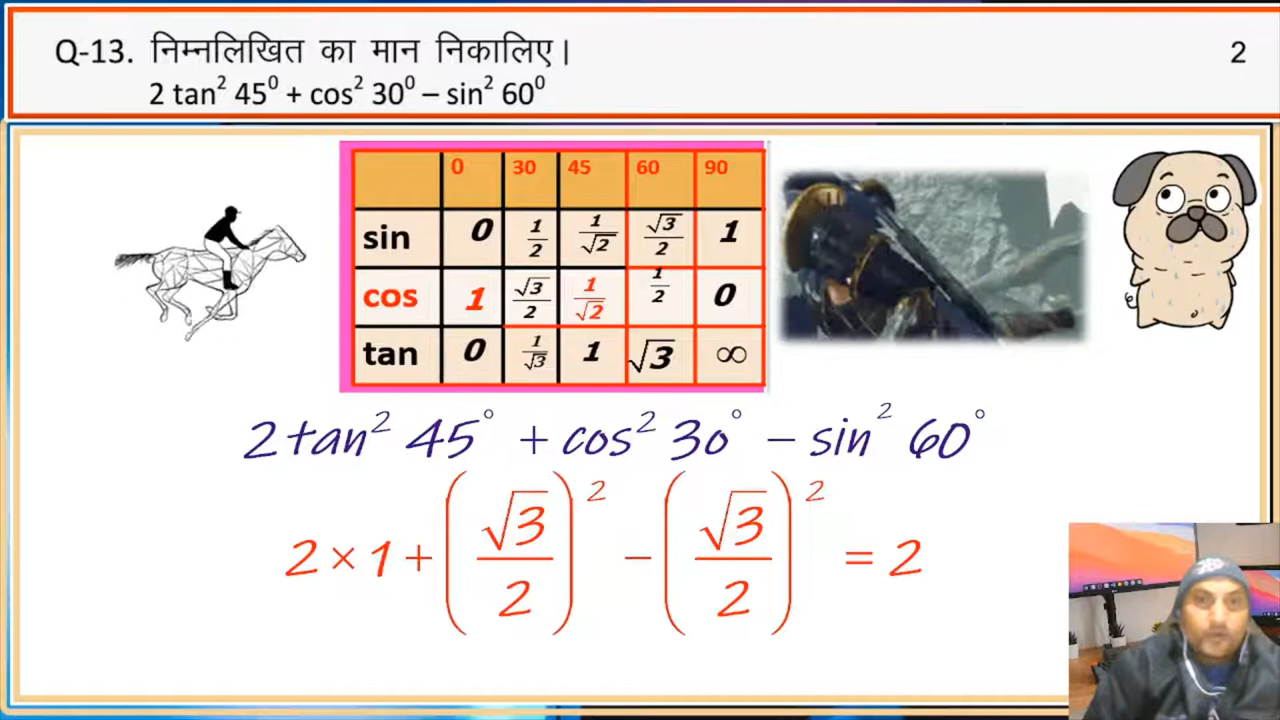 Q-13. निम्नलिखित का मान निकालिए। 2
2 tan² 45⁰ + cos² 30⁰ – sin² 60⁰
0 30 45 60 90
sin 0 1/2 1/√2 √3/2 1
cos 1 √3/2 1/√2 1/2 0
tan 0 1/√3 1 √3 ∞
2 tan² 45° + cos² 30° – sin² 60°
2 × 1 + (√3/2)² – (√3/2)² = 2